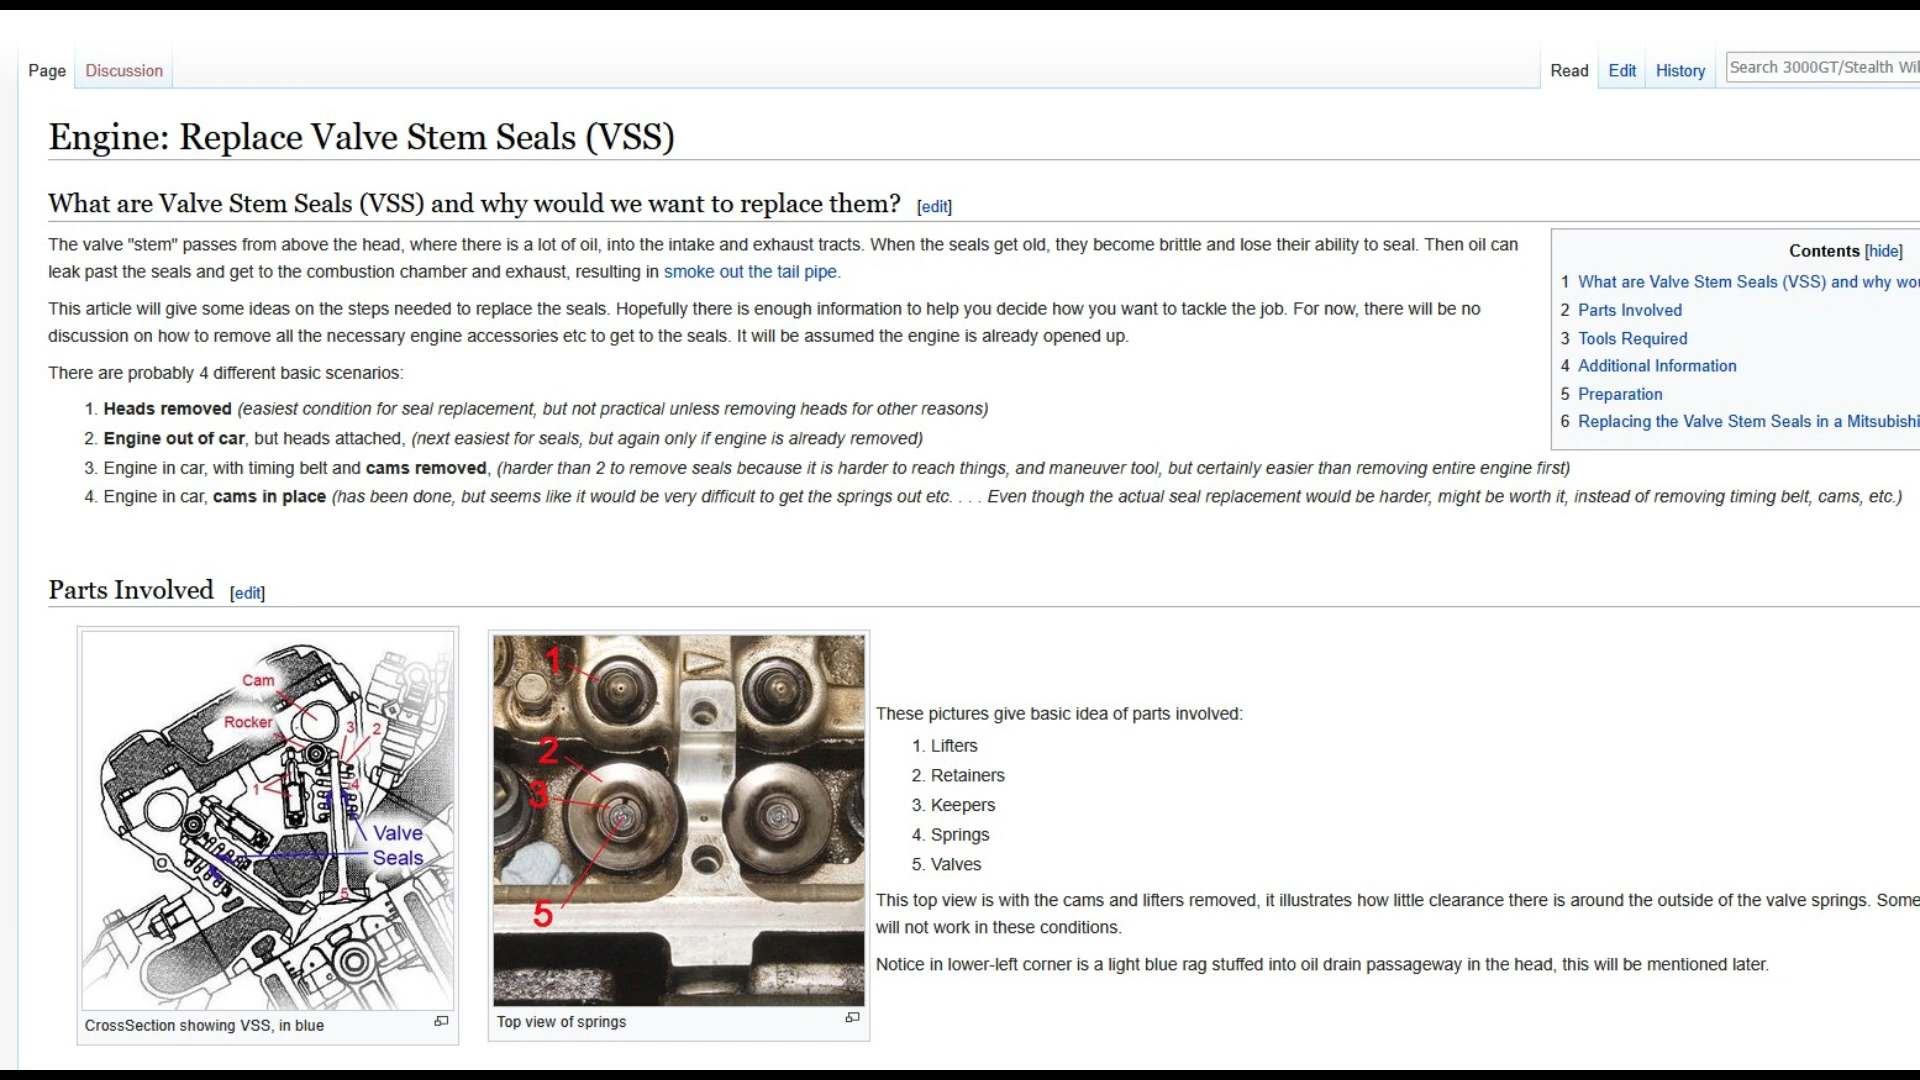 Page Discussion Read Edit History Search 3000GT/Stealth Wi
Engine: Replace Valve Stem Seals (VSS)
What are Valve Stem Seals (VSS) and why would we want to replace them? [edit]
The valve "stem" passes from above the head, where there is a lot of oil, into the intake and exhaust tracts. When the seals get old, they become brittle and lose their ability to seal. Then oil can
leak past the seals and get to the combustion chamber and exhaust, resulting in smoke out the tail pipe.
This article will give some ideas on the steps needed to replace the seals. Hopefully there is enough information to help you decide how you want to tackle the job. For now, there will be no
discussion on how to remove all the necessary engine accessories etc to get to the seals. It will be assumed the engine is already opened up.
There are probably 4 different basic scenarios:
1. Heads removed (easiest condition for seal replacement, but not practical unless removing heads for other reasons)
2. Engine out of car, but heads attached, (next easiest for seals, but again only if engine is already removed)
3. Engine in car, with timing belt and cams removed, (harder than 2 to remove seals because it is harder to reach things, and maneuver tool, but certainly easier than removing entire engine first)
4. Engine in car, cams in place (has been done, but seems like it would be very difficult to get the springs out etc. . . . Even though the actual seal replacement would be harder, might be worth it, instead of removing timing belt, cams, etc.)
Contents [hide]
1 What are Valve Stem Seals (VSS) and why wo
2 Parts Involved
3 Tools Required
4 Additional Information
5 Preparation
6 Replacing the Valve Stem Seals in a Mitsubishi
Parts Involved [edit]
Cam
Rocker
3 2
1
4
Valve
Seals
5
CrossSection showing VSS, in blue
1
2
3
5
Top view of springs
These pictures give basic idea of parts involved:
1. Lifters
2. Retainers
3. Keepers
4. Springs
5. Valves
This top view is with the cams and lifters removed, it illustrates how little clearance there is around the outside of the valve springs. Some
will not work in these conditions.
Notice in lower-left corner is a light blue rag stuffed into oil drain passageway in the head, this will be mentioned later.